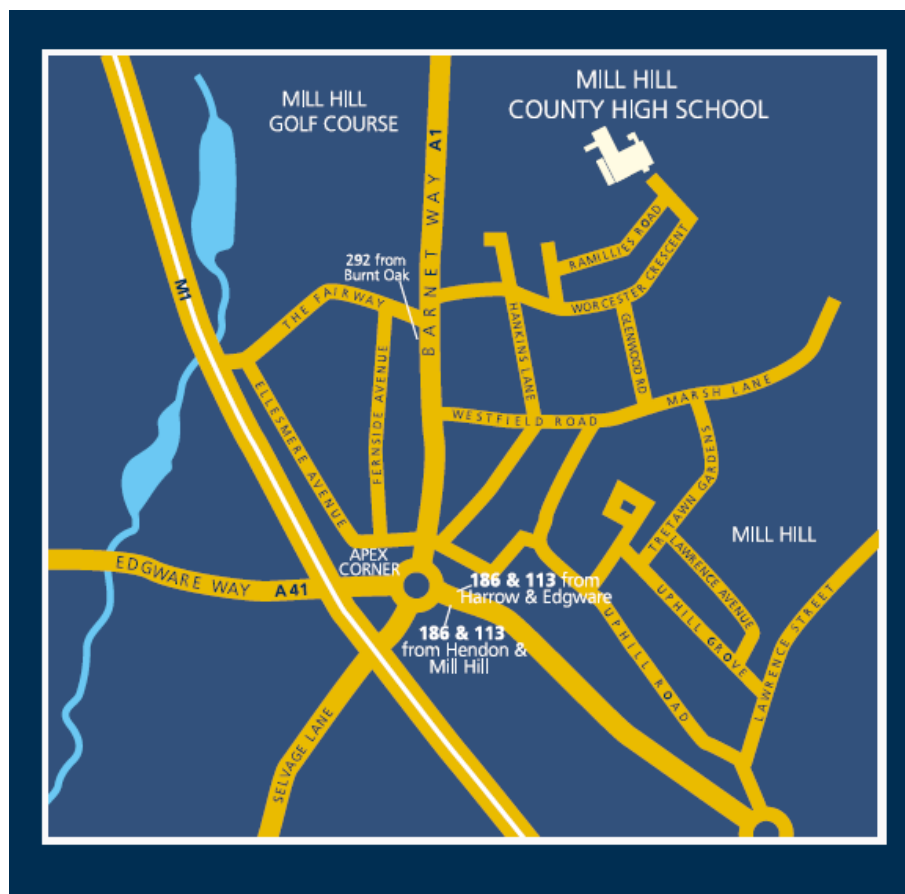 MILL HILL
COUNTY HIGH SCHOOL
MILL HILL
GOLF COURSE
BARNET WAY A1
RAMILLIES ROAD
WORCESTER CRESCENT
292 from
Burnt Oak
M1
THE FAIRWAY
HANKINS LANE
GLENWOOD RD
FERNSIDE AVENUE
ELLESMERE AVENUE
WESTFIELD ROAD
MARSH LANE
TRETAWN GARDENS
MILL HILL
APEX
CORNER
EDGWARE WAY A41
186 & 113 from
Harrow & Edgware
186 & 113
from Hendon &
Mill Hill
LAWRENCE AVENUE
UPHILL GROVE
UPHILL ROAD
LAWRENCE STREET
SELVAGE LANE